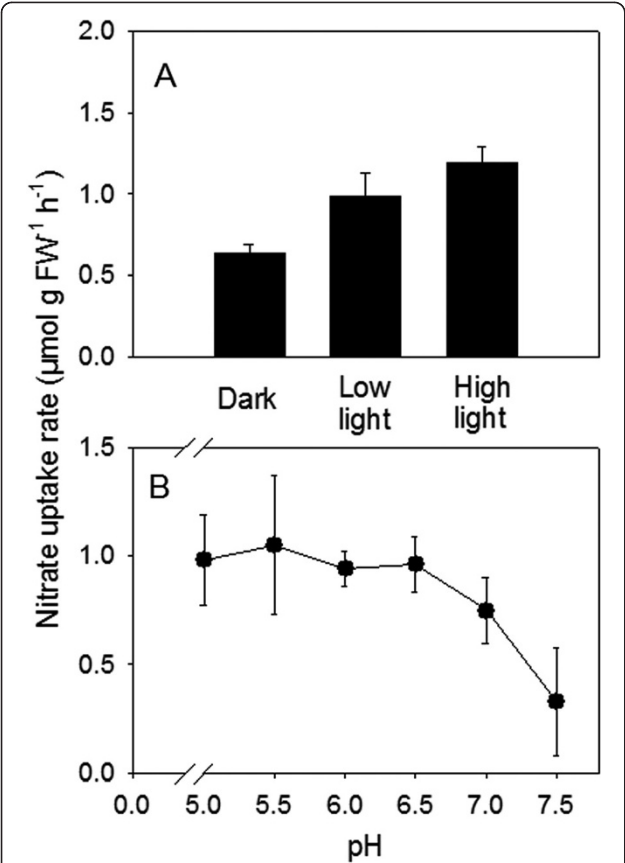 Nitrate uptake rate (µmol g FW⁻¹ h⁻¹)
A
2.0
1.5
1.0
0.5
0.0
Dark
Low
light
High
light
B
1.5
1.0
0.5
0.0
0.0 5.0 5.5 6.0 6.5 7.0 7.5
pH